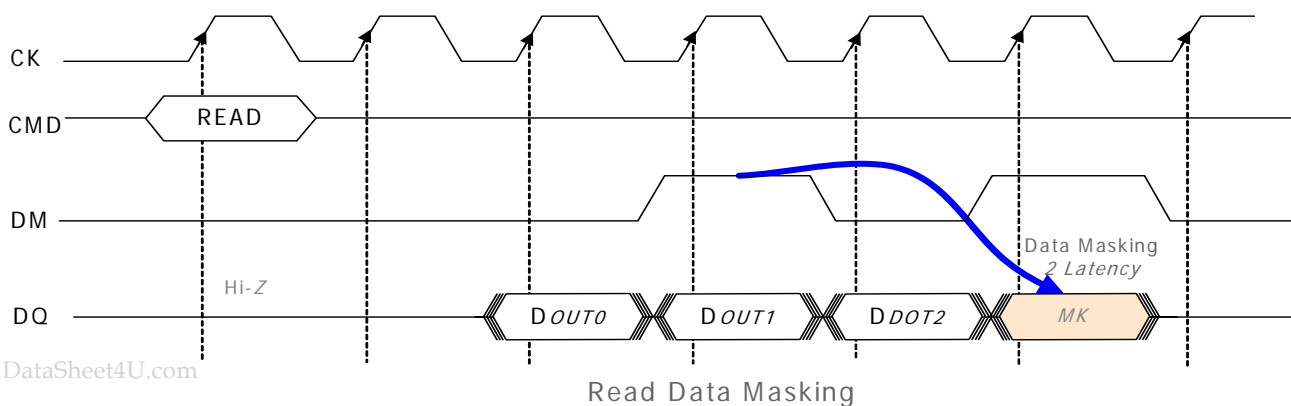 CK
CMD
READ
DM
Data Masking
2 Latency
Hi-Z
DQ
DOUT0
DOUT1
DDOT2
MK
.DataSheet4U.com
Read Data Masking